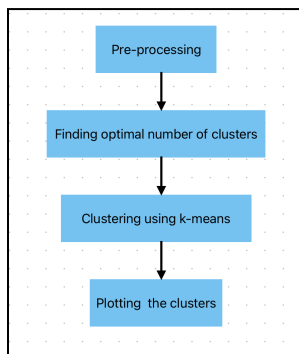 Pre-processing
Finding optimal number of clusters
Clustering using k-means
Plotting  the clusters